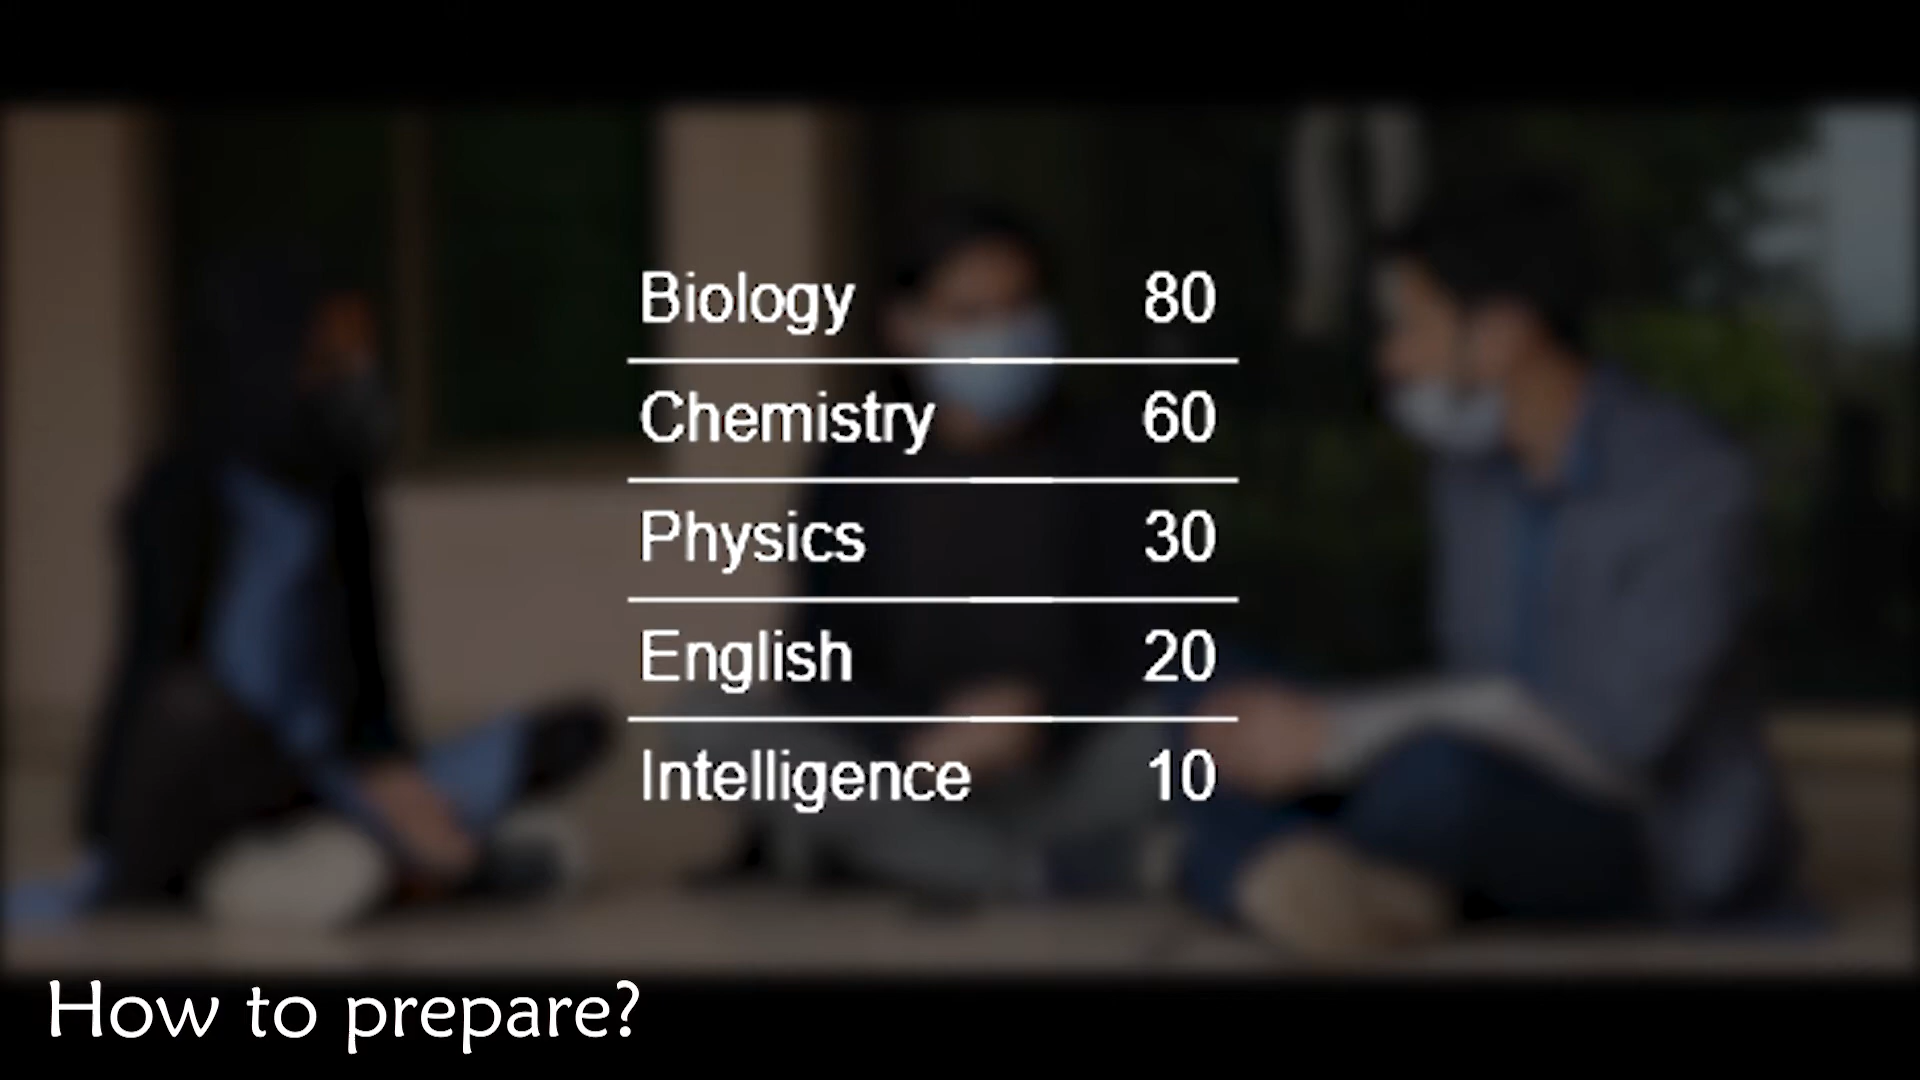 Biology 80
Chemistry 60
Physics 30
English 20
Intelligence 10
How to prepare?